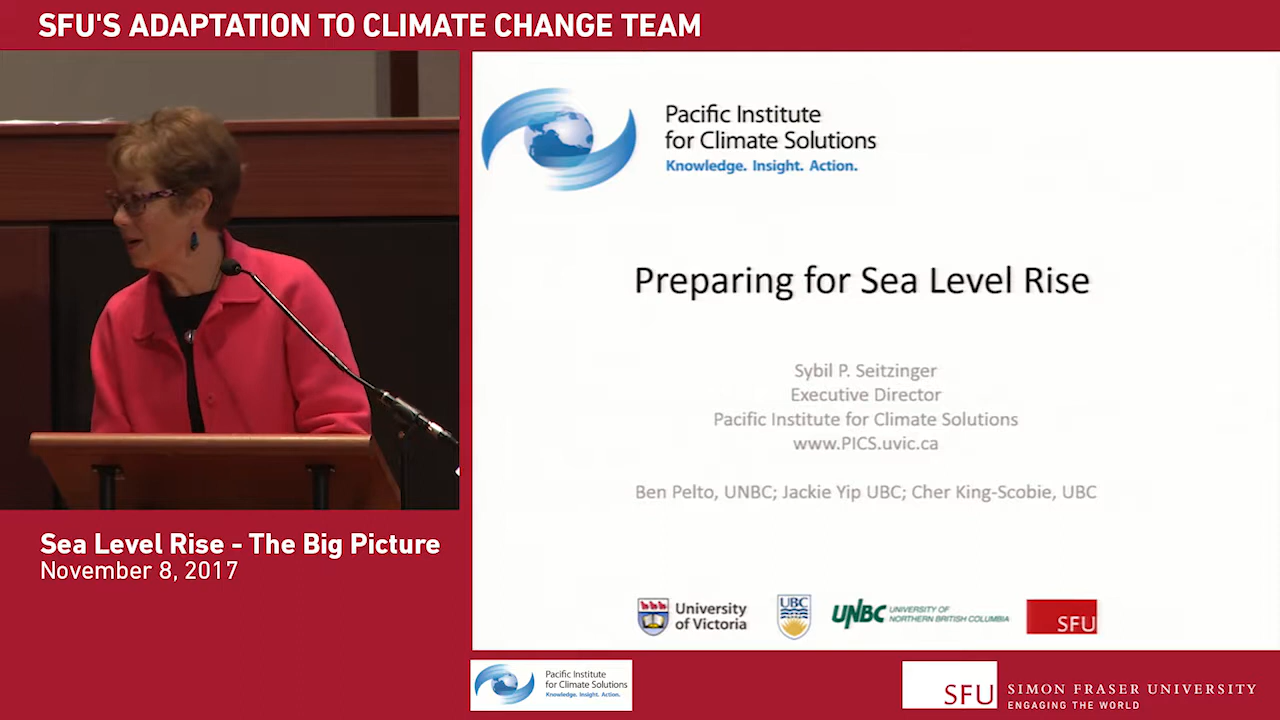 SFU'S ADAPTATION TO CLIMATE CHANGE TEAM
Pacific Institute
for Climate Solutions
Knowledge. Insight. Action.
Preparing for Sea Level Rise
Sybil P. Seitzinger
Executive Director
Pacific Institute for Climate Solutions
www.PICS.uvic.ca
Ben Pelto, UNBC; Jackie Yip UBC; Cher King-Scobie, UBC
Sea Level Rise - The Big Picture
November 8, 2017
University
of Victoria
UBC
UNBC UNIVERSITY OF
NORTHERN BRITISH COLUMBIA
SFU
Pacific Institute
for Climate Solutions
Knowledge. Insight. Action.
SFU SIMON FRASER UNIVERSITY
ENGAGING THE WORLD